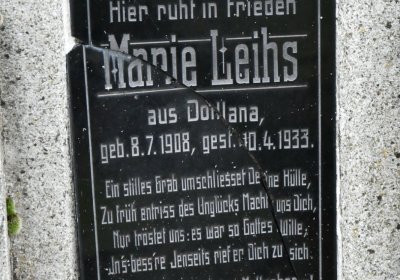 Hier ruht in Frieden
Marie Leihs
aus Dollana,
geb. 8.7.1908, gest. 10.4.1933.
Ein stilles Grab umschliesset Deine Hülle,
Zu früh entriss des Unglücks Macht uns Dich,
Nur tröstet uns: es war so Gottes Wille,
„In's bess're Jenseits rief er Dich zu sich.